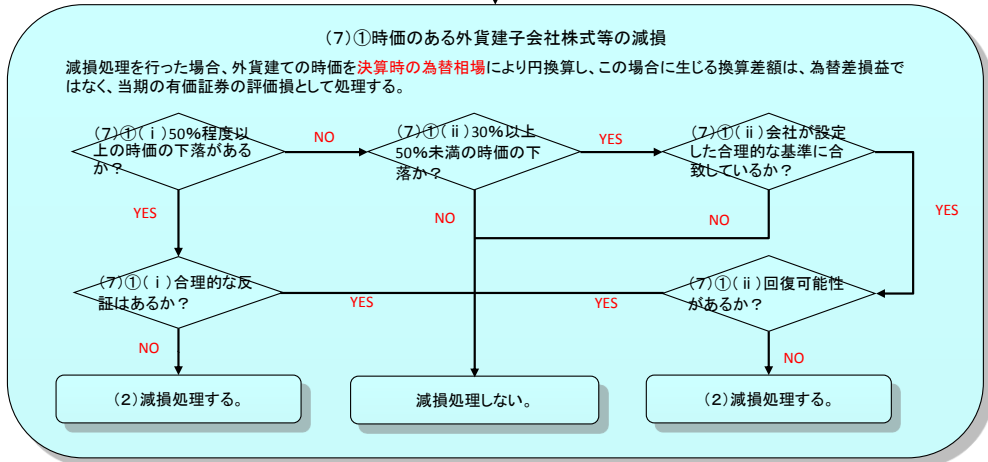 (7)①時価のある外貨建子会社株式等の減損
減損処理を行った場合、外貨建ての時価を決算時の為替相場により円換算し、この場合に生じる換算差額は、為替差損益で
はなく、当期の有価証券の評価損として処理する。
(7)①(ⅰ)50%程度以
上の時価の下落がある
か？
NO
(7)①(ⅱ)30%以上
50%未満の時価の下
落か？
YES
(7)①(ⅱ)会社が設定
した合理的な基準に合
致しているか？
YES
NO
NO
YES
(7)①(ⅰ)合理的な反
証はあるか？
YES
YES
(7)①(ⅱ)回復可能性
があるか？
NO
NO
(2)減損処理する。
減損処理しない。
(2)減損処理する。